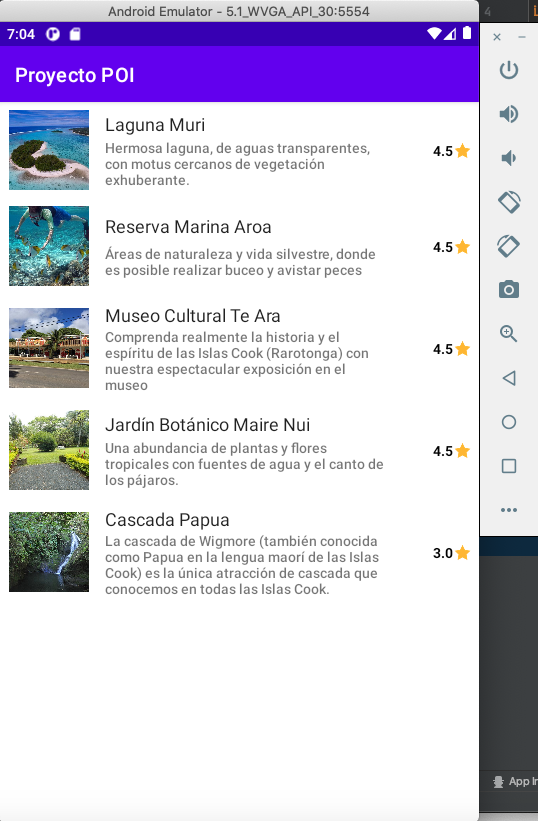 Android Emulator - 5.1_WVGA_API_30:5554
4
7:04
Proyecto POI
Laguna Muri
Hermosa laguna, de aguas transparentes,
con motus cercanos de vegetación
exhuberante.
4.5
Reserva Marina Aroa
Áreas de naturaleza y vida silvestre, donde
es posible realizar buceo y avistar peces
4.5
Museo Cultural Te Ara
Comprenda realmente la historia y el
espíritu de las Islas Cook (Rarotonga) con
nuestra espectacular exposición en el
museo
4.5
Jardín Botánico Maire Nui
Una abundancia de plantas y flores
tropicales con fuentes de agua y el canto de
los pájaros.
4.5
Cascada Papua
La cascada de Wigmore (también conocida
como Papua en la lengua maorí de las Islas
Cook) es la única atracción de cascada que
conocemos en todas las Islas Cook.
3.0
App In